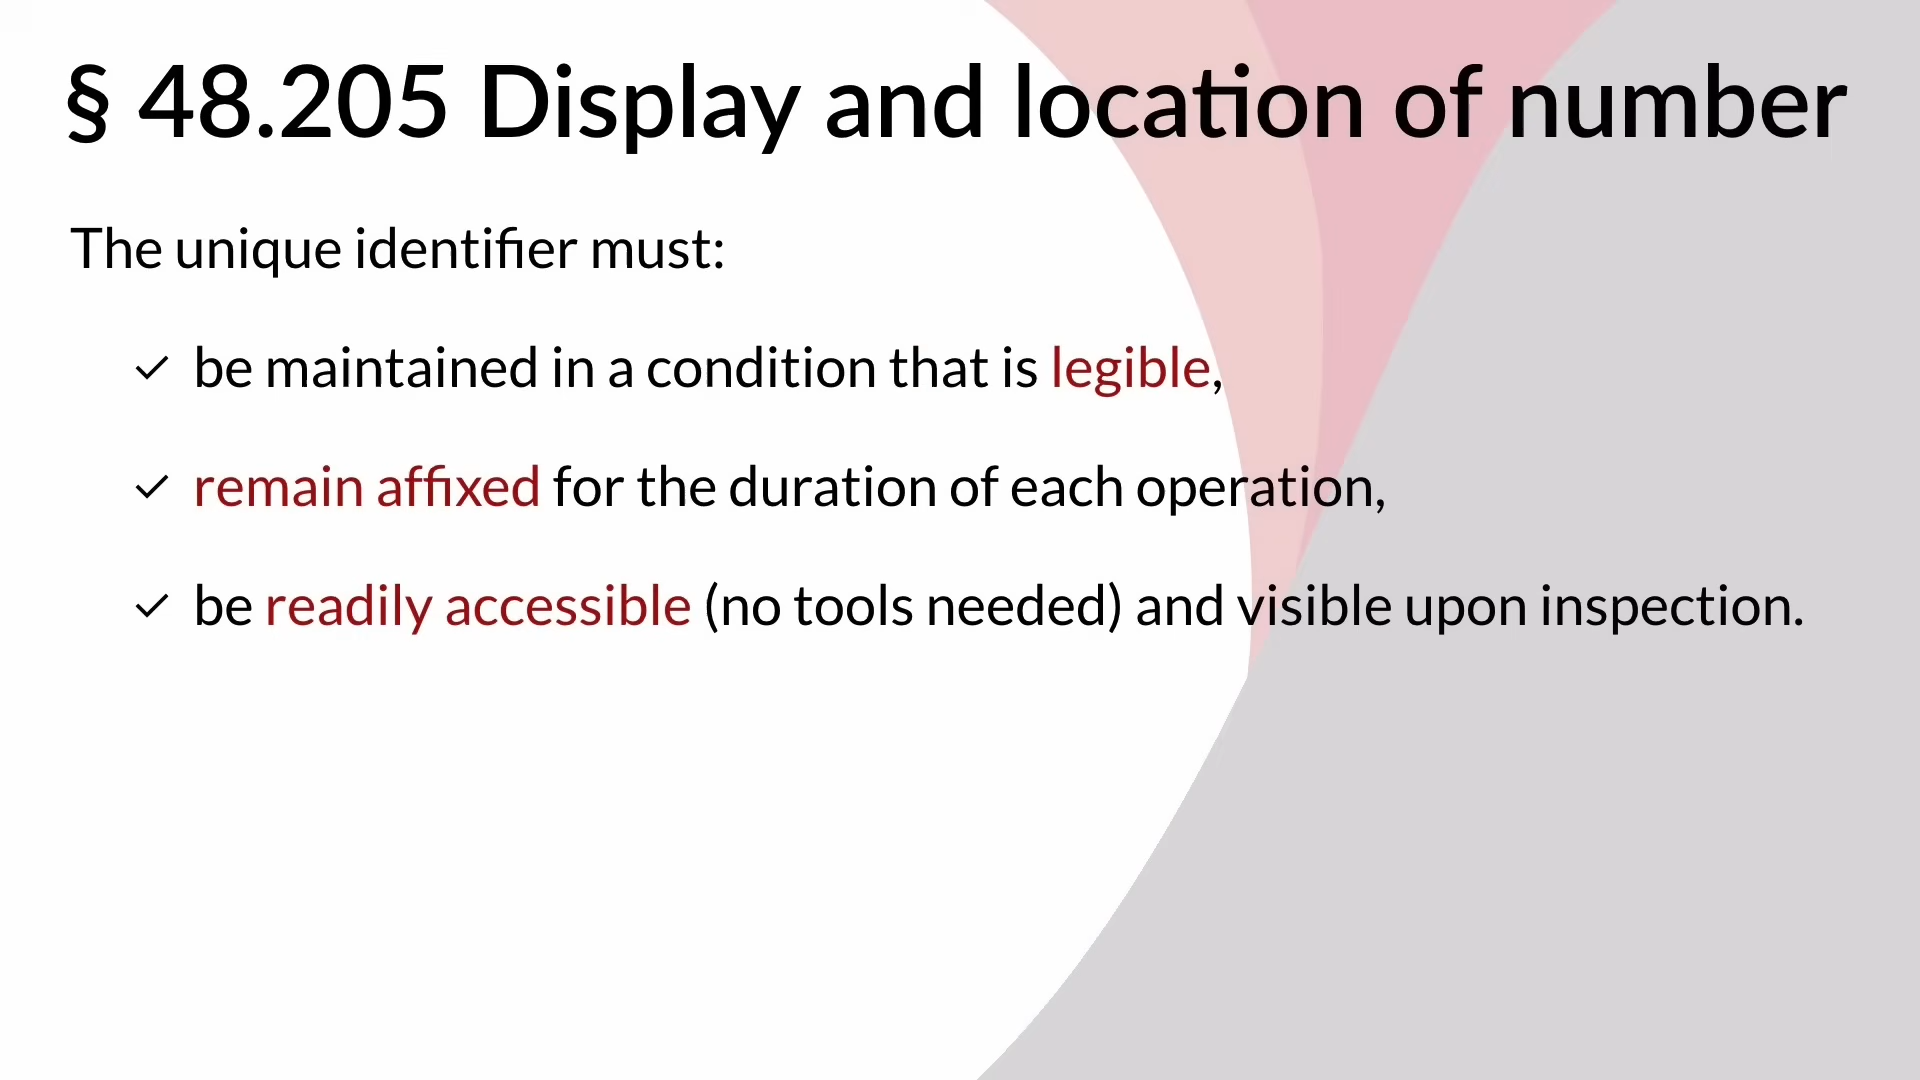 § 48.205 Display and location of number
The unique identifier must:
✓ be maintained in a condition that is legible,
✓ remain affixed for the duration of each operation,
✓ be readily accessible (no tools needed) and visible upon inspection.